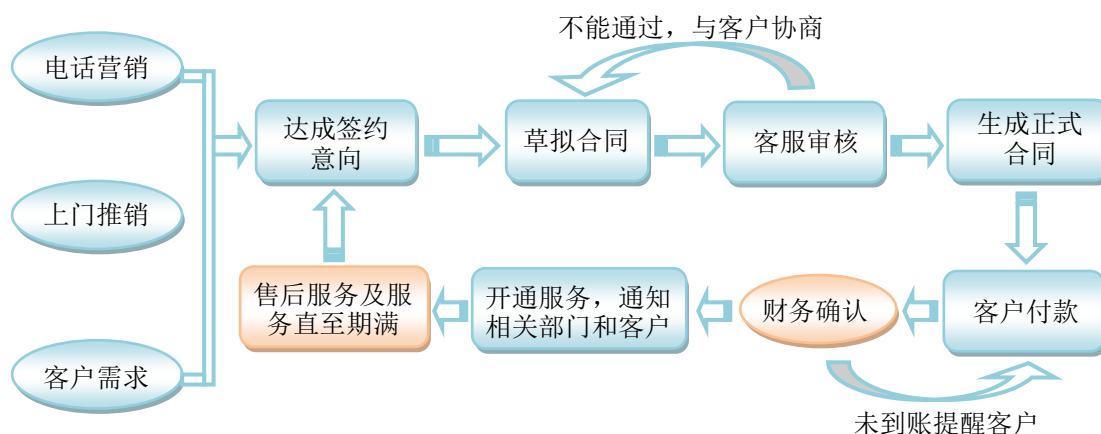 不能通过，与客户协商
电话营销
达成签约
意向
草拟合同
客服审核
生成正式
合同
上门推销
售后服务及服
务直至期满
开通服务，通知
相关部门和客户
财务确认
客户付款
客户需求
未到账提醒客户